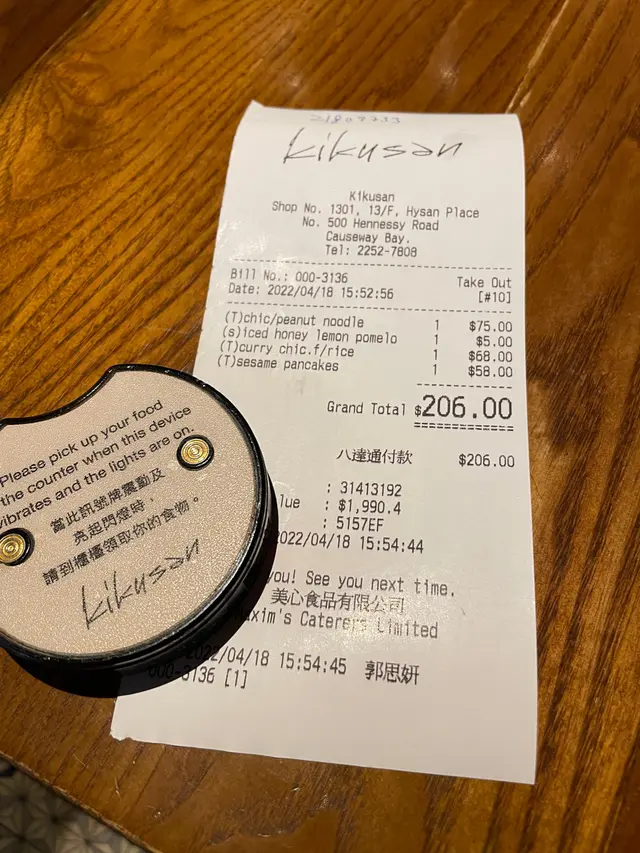 kikusan
Kikusan
Shop No. 1301, 13/F, Hysan Place
No. 500 Hennessy Road
Causeway Bay.
Tel: 2252-7808
Bill No.: 000-3136 Take Out
Date: 2022/04/18 15:52:56 [#10]
(T)chic/peanut noodle 1 $75.00
(s)iced honey lemon pomelo 1 $5.00
(T)curry chic.f/rice 1 $68.00
(T)sesame pancakes 1 $58.00
Grand Total $206.00
八達通付款 $206.00
: 31413192
lue : $1,990.4
: 5157EF
2022/04/18 15:54:44
you! See you next time.
美心食品有限公司
axim's Caterers Limited
2022/04/18 15:54:45 郭思妍
000-3136 [1]
Please pick up your food
the counter when this device
vibrates and the lights are on.
當此訊號牌震動及
亮起閃燈時，
請到櫃檯領取你的食物。
kikusan